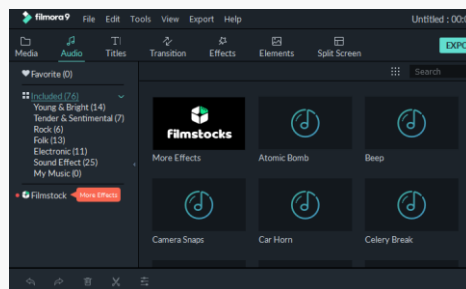 filmora9 File Edit Tools View Export Help Untitled : 00:0
Media Audio Titles Transition Effects Elements Split Screen EXPO
Favorite (0) Search
Included (76)
Young & Bright (14)
Tender & Sentimental (7)
Rock (6)
Folk (13)
Electronic (11)
Sound Effect (25)
My Music (0)
Filmstock More Effects
Filmstocks
More Effects Atomic Bomb Beep
Camera Snaps Car Horn Celery Break